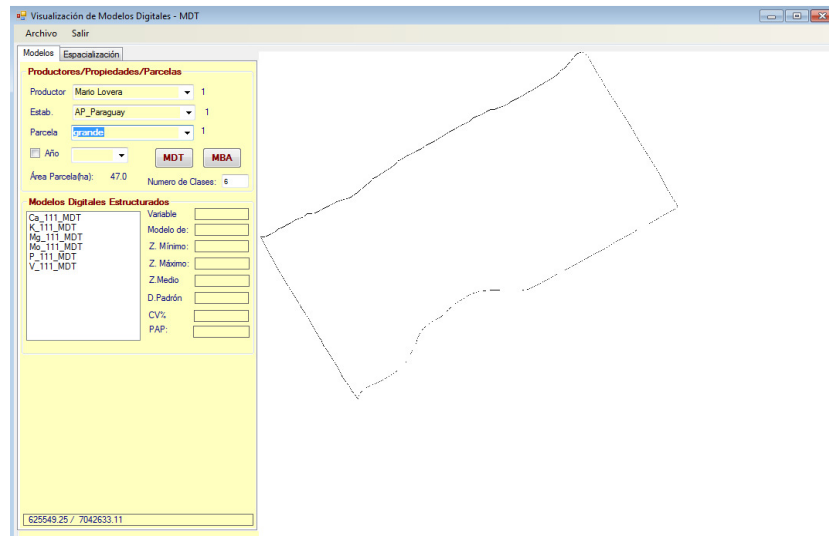 Visualización de Modelos Digitales - MDT
Archivo Salir
Modelos Espacialización
Productores/Propiedades/Parcelas
Productor Mario Lovera 1
Estab. AP_Paraguay 1
Parcela grande 1
Año MDT MBA
Área Parcela(ha): 47.0 Numero de Clases: 6
Modelos Digitales Estructurados
Ca_111_MDT
K_111_MDT
Mg_111_MDT
Mo_111_MDT
P_111_MDT
V_111_MDT
Variable
Modelo de:
Z. Mínimo:
Z. Máximo:
Z.Medio
D.Padrón
CV%
PAP:
625549.25 / 7042633.11